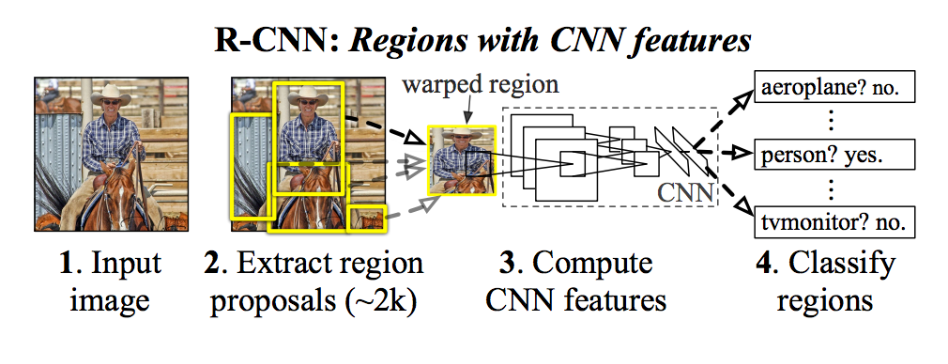 R-CNN: Regions with CNN features
warped region
aeroplane? no.
person? yes.
tvmonitor? no.
CNN
1. Input
image
2. Extract region
proposals (~2k)
3. Compute
CNN features
4. Classify
regions